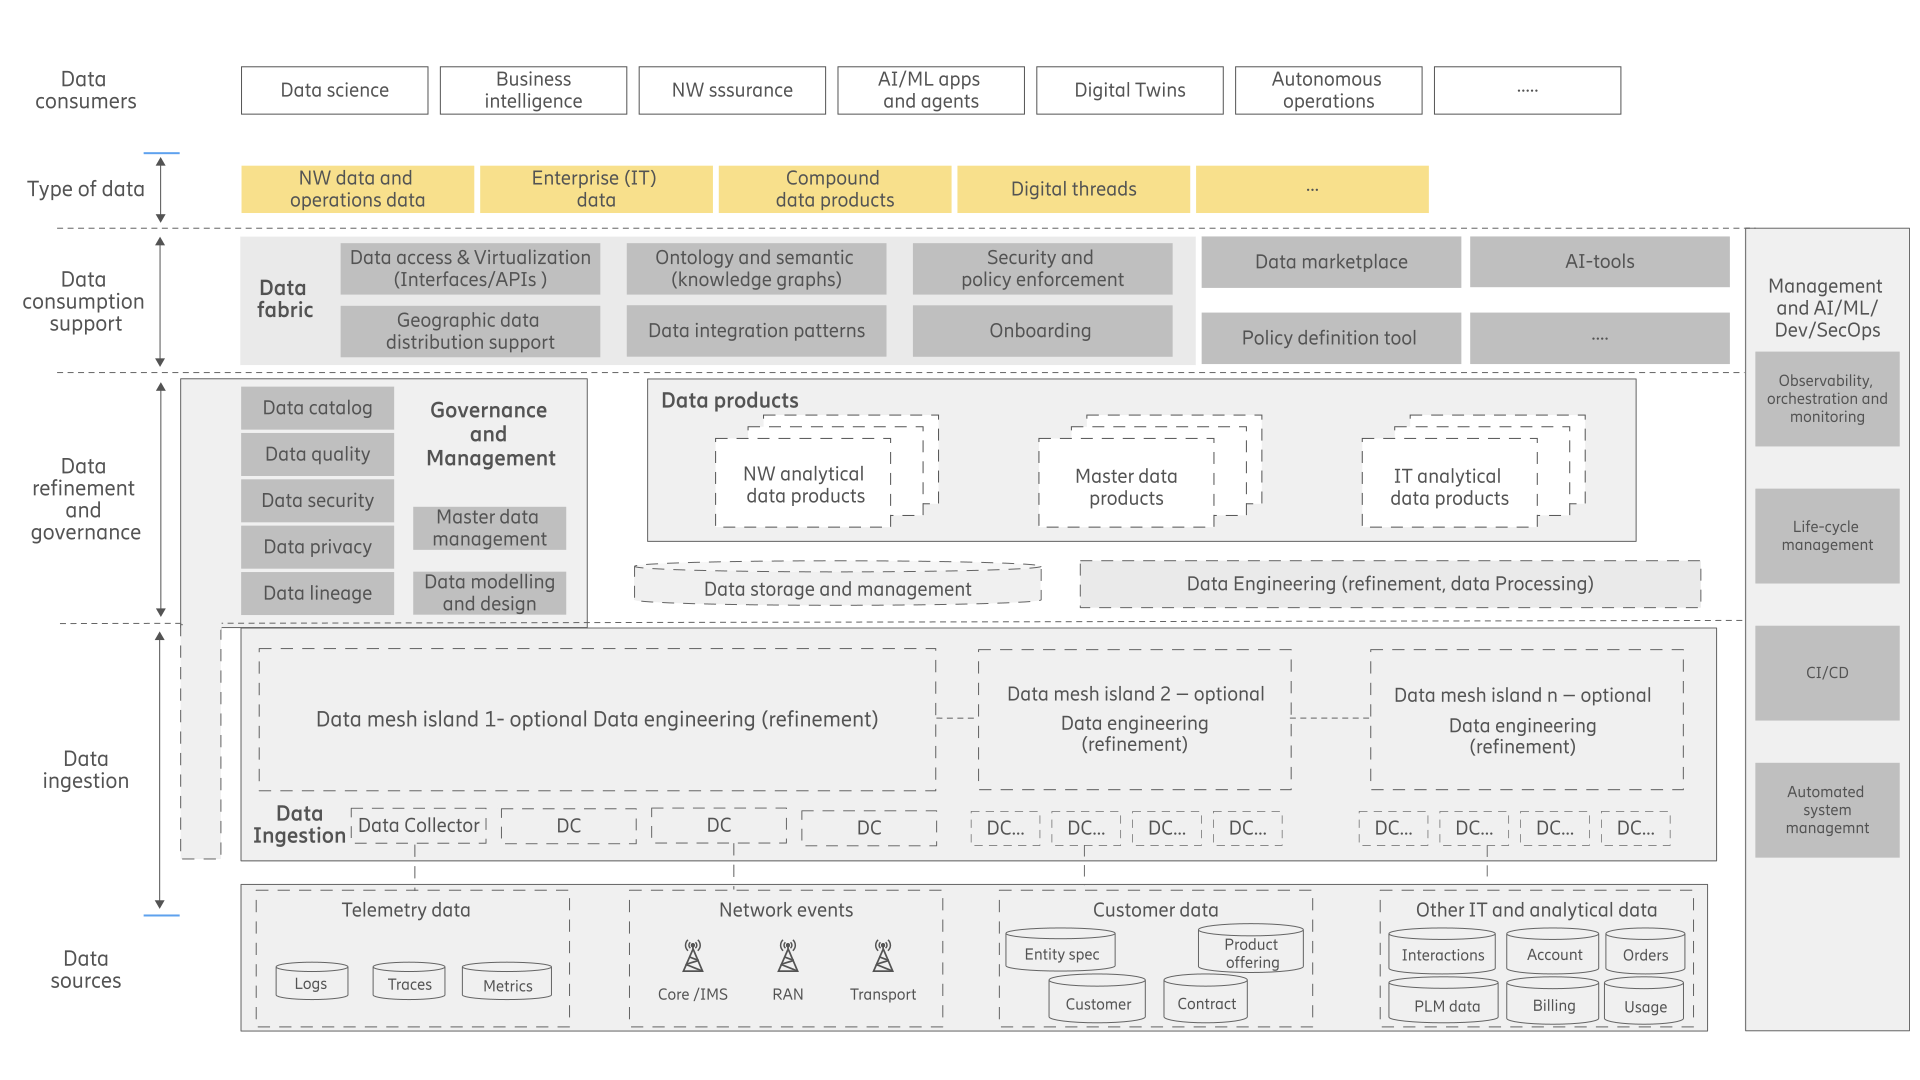 Data
consumers
Data science
Business
intelligence
NW sssurance
AI/ML apps
and agents
Digital Twins
Autonomous
operations
.....
Type of data
NW data and
operations data
Enterprise (IT)
data
Compound
data products
Digital threads
...
Data
consumption
support
Data
fabric
Data access & Virtualization
(Interfaces/APIs )
Ontology and semantic
(knowledge graphs)
Security and
policy enforcement
Data marketplace
AI-tools
Geographic data
distribution support
Data integration patterns
Onboarding
Policy definition tool
....
Management
and AI/ML/
Dev/SecOps
Observability,
orchestration and
monitoring
Life-cycle
management
CI/CD
Automated
system
managemnt
Data
refinement
and
governance
Data catalog
Data quality
Data security
Data privacy
Data lineage
Governance
and
Management
Master data
management
Data modelling
and design
Data products
NW analytical
data products
Master data
products
IT analytical
data products
Data storage and management
Data Engineering (refinement, data Processing)
Data
ingestion
Data mesh island 1- optional Data engineering (refinement)
Data mesh island 2 – optional
Data engineering
(refinement)
Data mesh island n – optional
Data engineering
(refinement)
Data
Ingestion
Data Collector
DC
DC
DC
DC...
DC...
DC...
DC...
DC...
DC...
DC...
DC...
Data
sources
Telemetry data
Logs
Traces
Metrics
Network events
Core /IMS
RAN
Transport
Customer data
Entity spec
Product
offering
Customer
Contract
Other IT and analytical data
Interactions
Account
Orders
PLM data
Billing
Usage